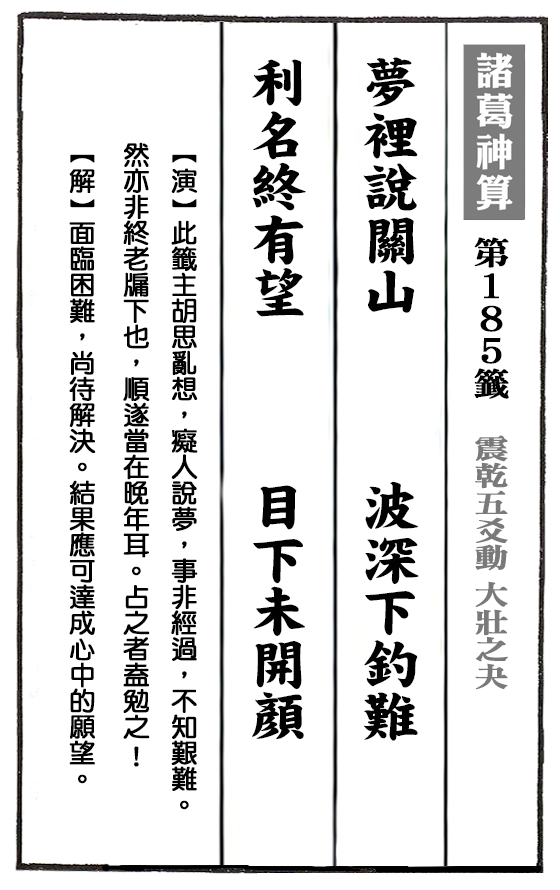 諸葛神算 第185籤 震乾五爻動 大壯之夬
夢裡說關山 波深下釣難
利名終有望 目下未開顏
【演】此籤主胡思亂想，癡人說夢，事非經過，不知艱難。
然亦非終老牖下也，順遂當在晚年耳。占之者盍勉之！
【解】面臨困難，尚待解決。結果應可達成心中的願望。